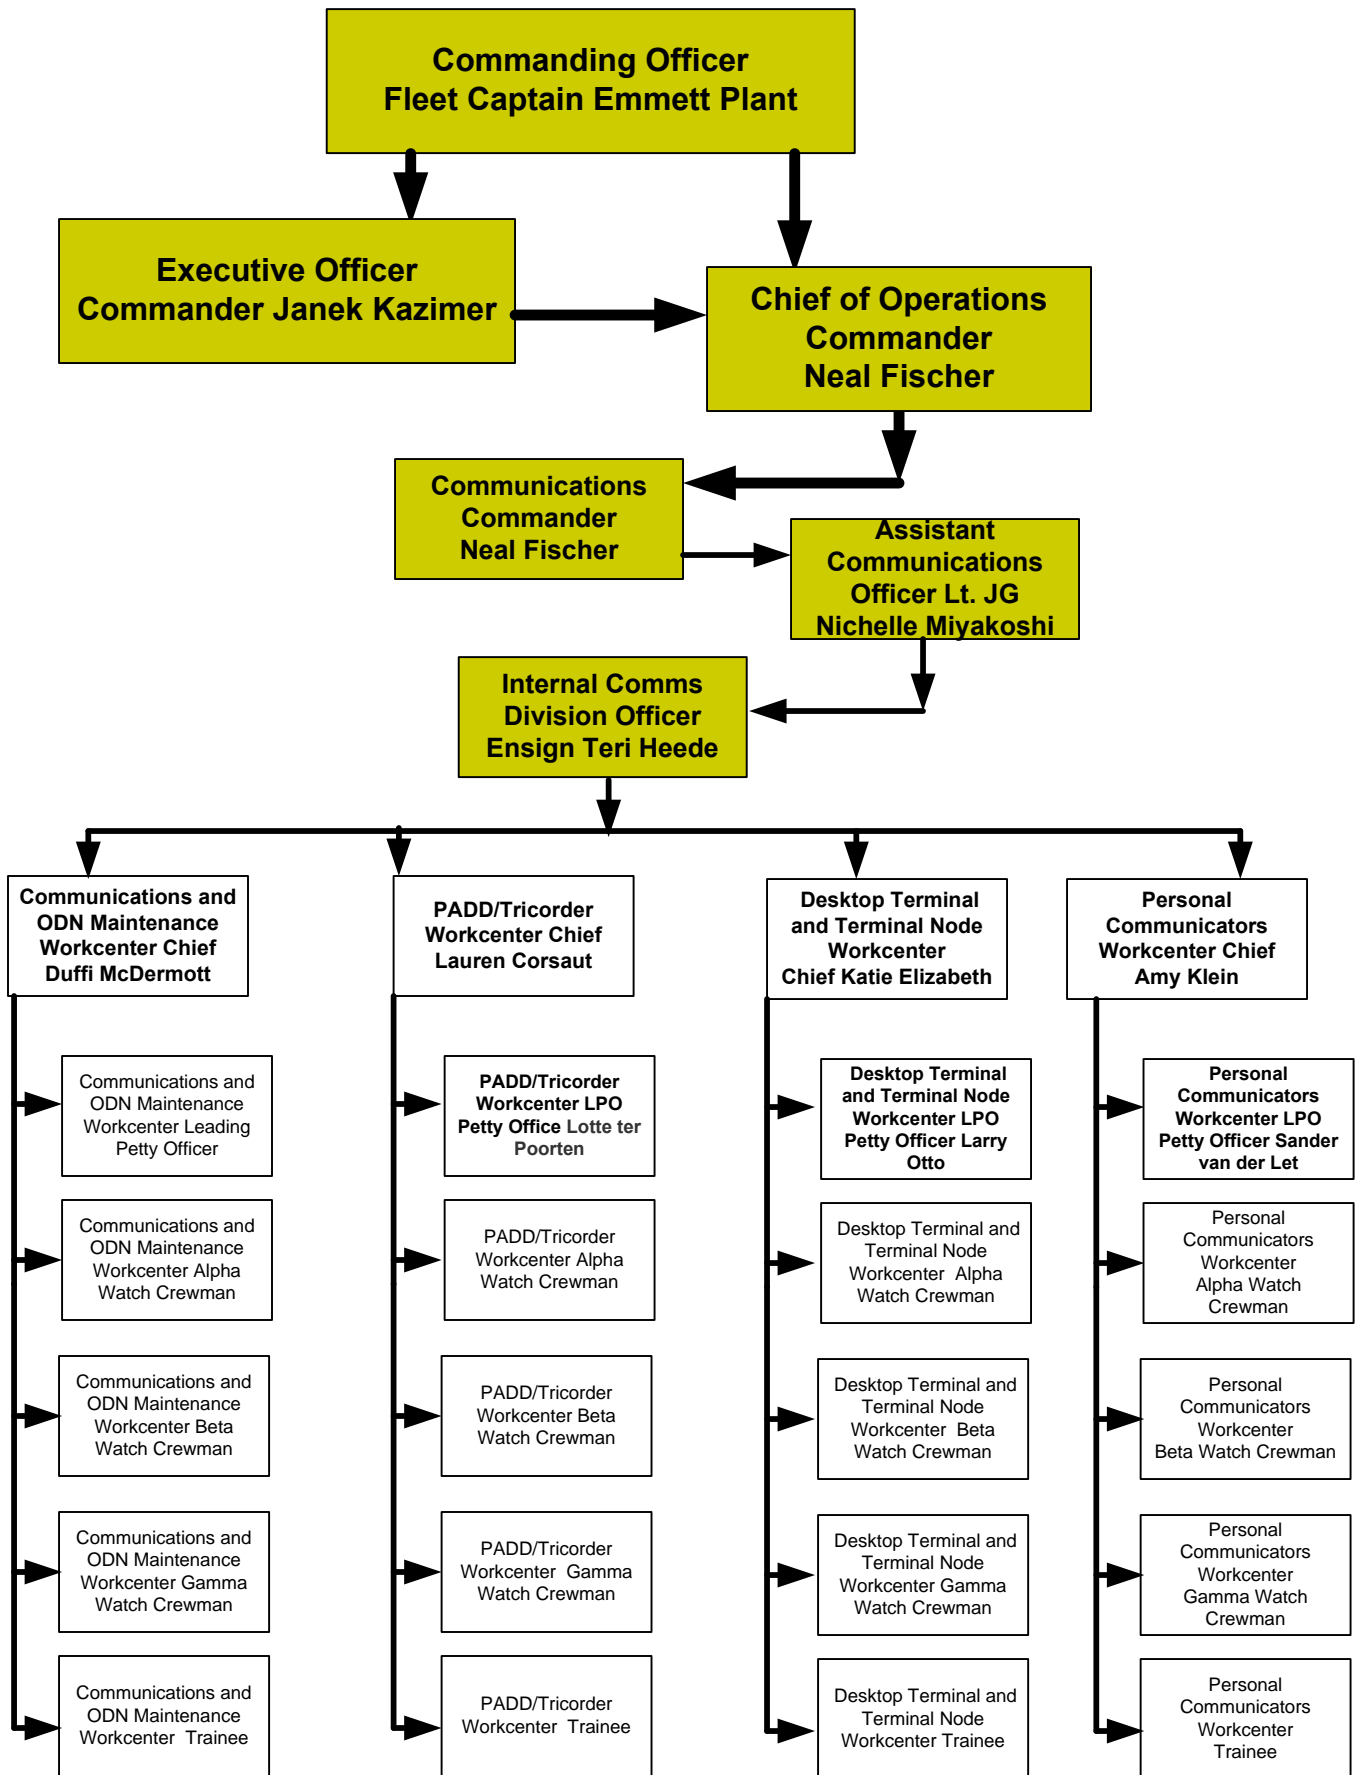 Commanding Officer
Fleet Captain Emmett Plant
Executive Officer
Commander Janek Kazimer
Chief of Operations
Commander
Neal Fischer
Communications
Commander
Neal Fischer
Assistant
Communications
Officer Lt. JG
Nichelle Miyakoshi
Internal Comms
Division Officer
Ensign Teri Heede
Communications and
ODN Maintenance
Workcenter Chief
Duffi McDermott
PADD/Tricorder
Workcenter Chief
Lauren Corsaut
Desktop Terminal
and Terminal Node
Workcenter
Chief Katie Elizabeth
Personal
Communicators
Workcenter Chief
Amy Klein
Communications and
ODN Maintenance
Workcenter Leading
Petty Officer
PADD/Tricorder
Workcenter LPO
Petty Office Lotte ter
Poorten
Desktop Terminal
and Terminal Node
Workcenter LPO
Petty Officer Larry
Otto
Personal
Communicators
Workcenter LPO
Petty Officer Sander
van der Let
Communications and
ODN Maintenance
Workcenter Alpha
Watch Crewman
PADD/Tricorder
Workcenter Alpha
Watch Crewman
Desktop Terminal and
Terminal Node
Workcenter Alpha
Watch Crewman
Personal
Communicators
Workcenter
Alpha Watch
Crewman
Communications and
ODN Maintenance
Workcenter Beta
Watch Crewman
PADD/Tricorder
Workcenter Beta
Watch Crewman
Desktop Terminal and
Terminal Node
Workcenter Beta
Watch Crewman
Personal
Communicators
Workcenter
Beta Watch Crewman
Communications and
ODN Maintenance
Workcenter Gamma
Watch Crewman
PADD/Tricorder
Workcenter Gamma
Watch Crewman
Desktop Terminal and
Terminal Node
Workcenter Gamma
Watch Crewman
Personal
Communicators
Workcenter
Gamma Watch
Crewman
Communications and
ODN Maintenance
Workcenter Trainee
PADD/Tricorder
Workcenter Trainee
Desktop Terminal and
Terminal Node
Workcenter Trainee
Personal
Communicators
Workcenter
Trainee